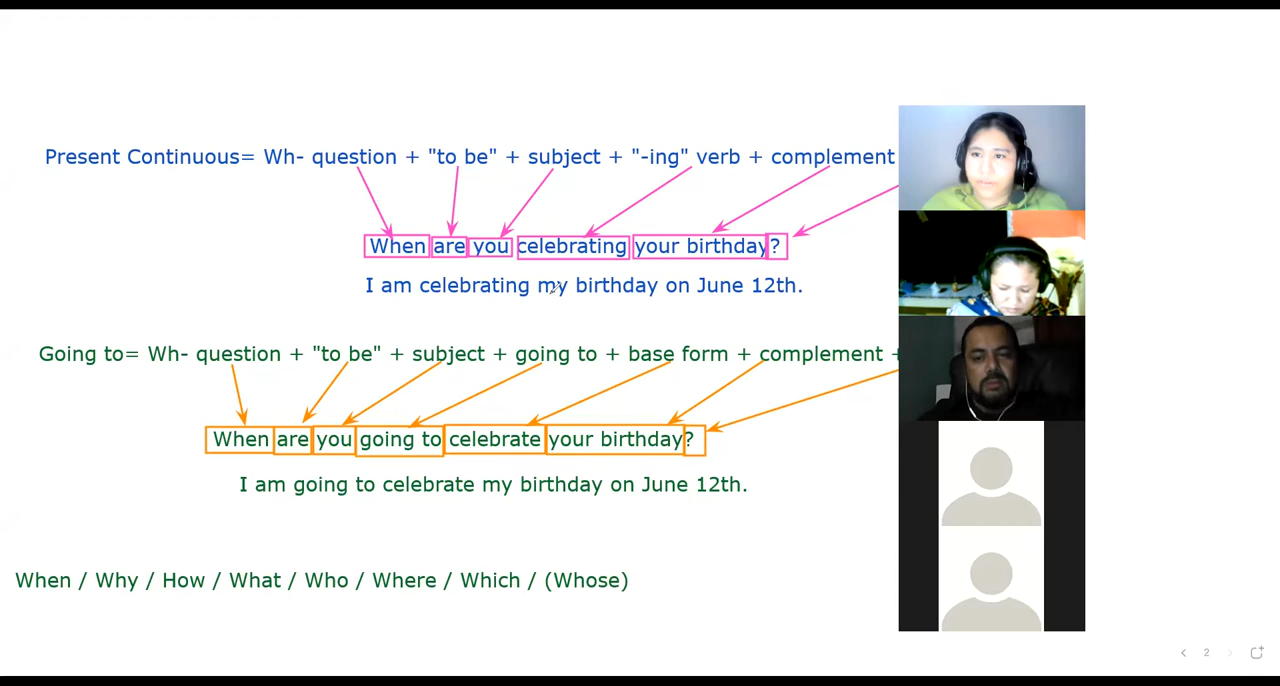 Present Continuous= Wh- question + "to be" + subject + "-ing" verb + complement
When are you celebrating your birthday?
I am celebrating my birthday on June 12th.
Going to= Wh- question + "to be" + subject + going to + base form + complement +
When are you going to celebrate your birthday?
I am going to celebrate my birthday on June 12th.
When / Why / How / What / Who / Where / Which / (Whose)
2